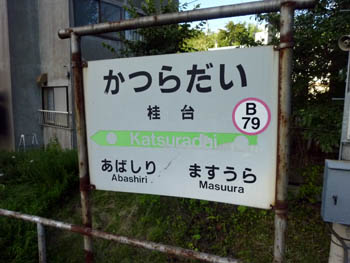 かつらだい
桂台
B
79
Katsuradai
あばしり ますうら
Abashiri Masuura